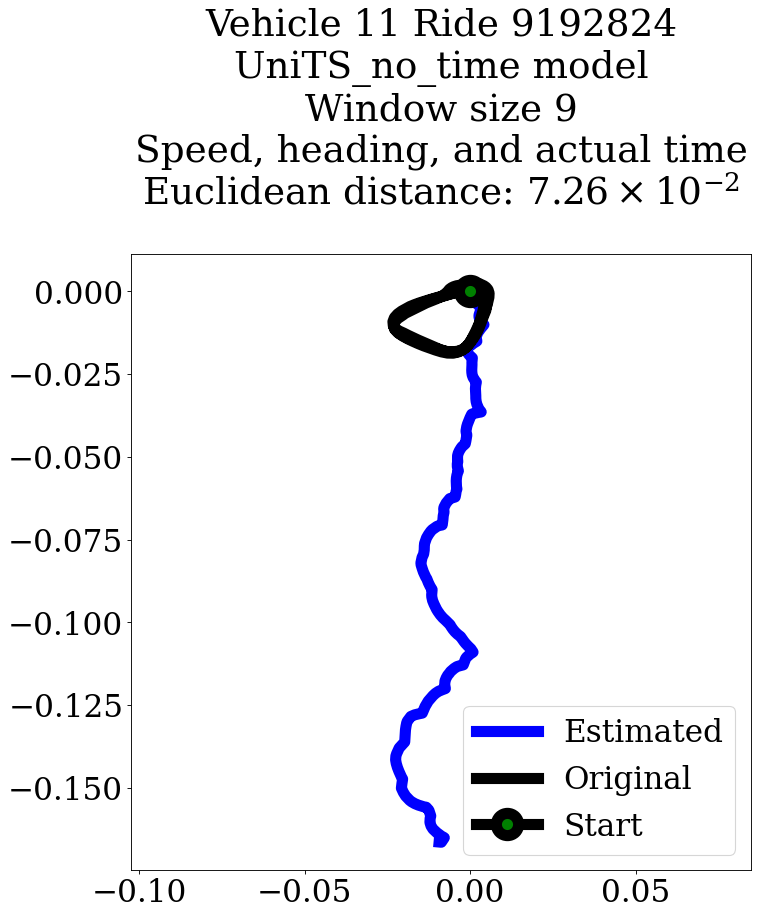 Vehicle 11 Ride 9192824
UniTS_no_time model
Window size 9
Speed, heading, and actual time
Euclidean distance: 7.26 × 10⁻²
0.000
−0.025
−0.050
−0.075
−0.100
−0.125
−0.150
Estimated
Original
Start
−0.10
−0.05
0.00
0.05